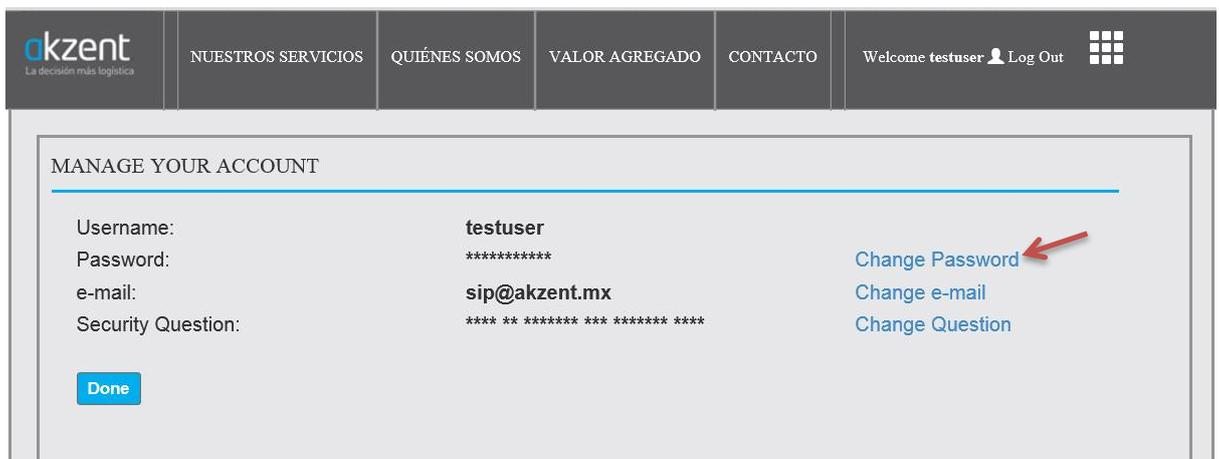 akzent
La decisión más logística
NUESTROS SERVICIOS
QUIÉNES SOMOS
VALOR AGREGADO
CONTACTO
Welcome testuser Log Out
MANAGE YOUR ACCOUNT
Username: testuser
Password: *********** Change Password
e-mail: sip@akzent.mx Change e-mail
Security Question: **** ** ******* *** ******* **** Change Question
Done